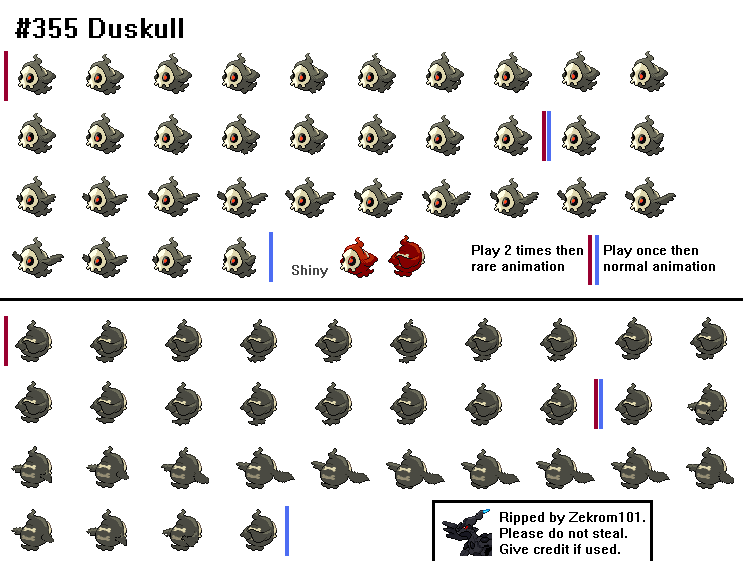 #355 Duskull
Shiny
Play 2 times then
rare animation
Play once then
normal animation
Ripped by Zekrom101.
Please do not steal.
Give credit if used.